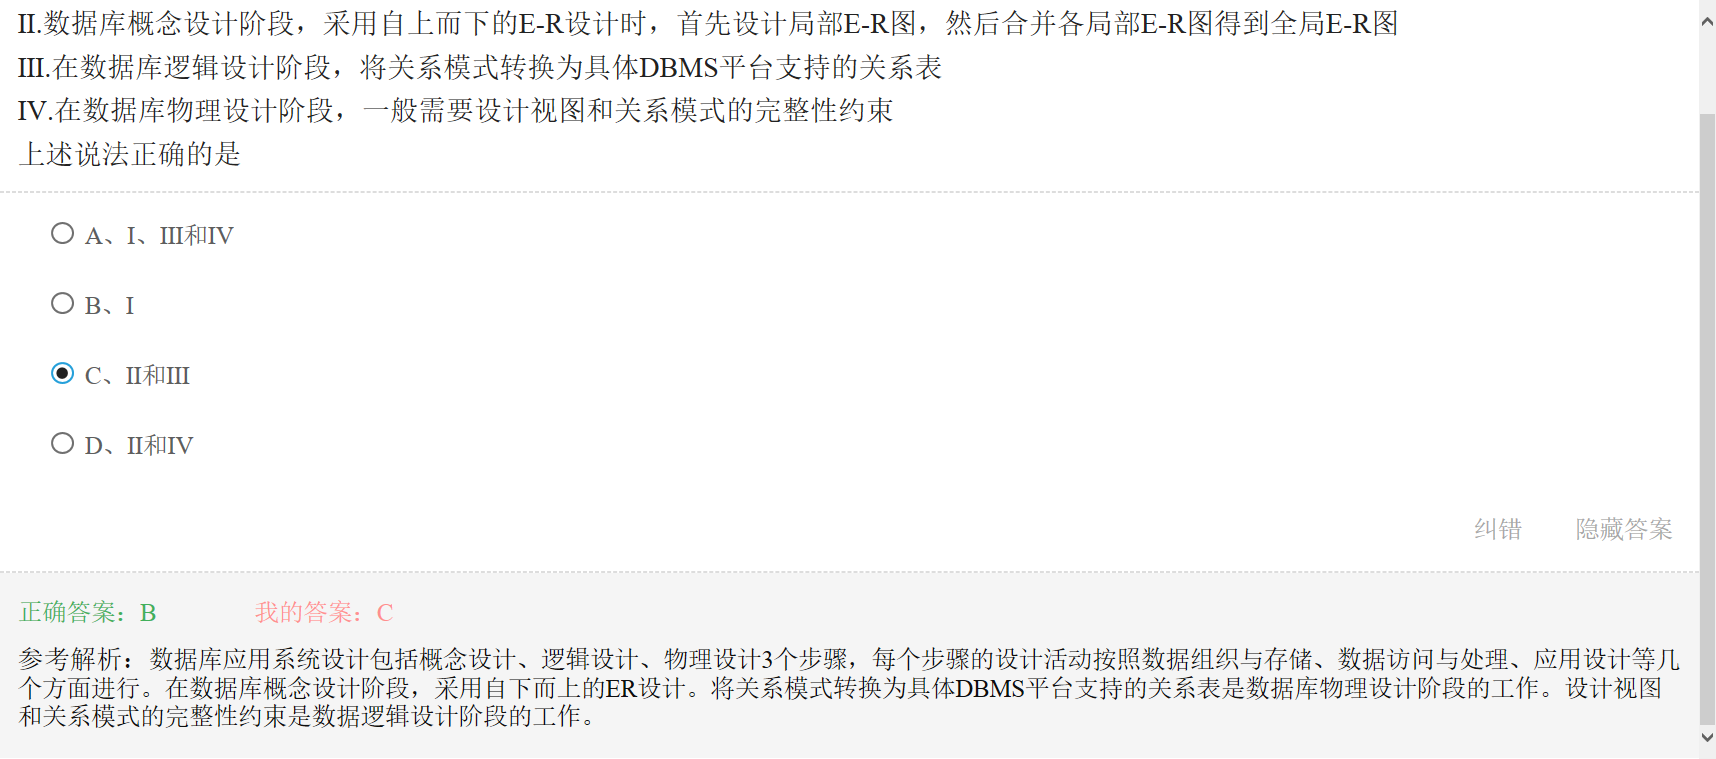 II.数据库概念设计阶段，采用自上而下的E-R设计时，首先设计局部E-R图，然后合并各局部E-R图得到全局E-R图
III.在数据库逻辑设计阶段，将关系模式转换为具体DBMS平台支持的关系表
IV.在数据库物理设计阶段，一般需要设计视图和关系模式的完整性约束
上述说法正确的是
A、I、III和IV
B、I
C、II和III
D、II和IV
纠错 隐藏答案
正确答案：B 我的答案：C
参考解析：数据库应用系统设计包括概念设计、逻辑设计、物理设计3个步骤，每个步骤的设计活动按照数据组织与存储、数据访问与处理、应用设计等几
个方面进行。在数据库概念设计阶段，采用自下而上的ER设计。将关系模式转换为具体DBMS平台支持的关系表是数据库物理设计阶段的工作。设计视图
和关系模式的完整性约束是数据逻辑设计阶段的工作。